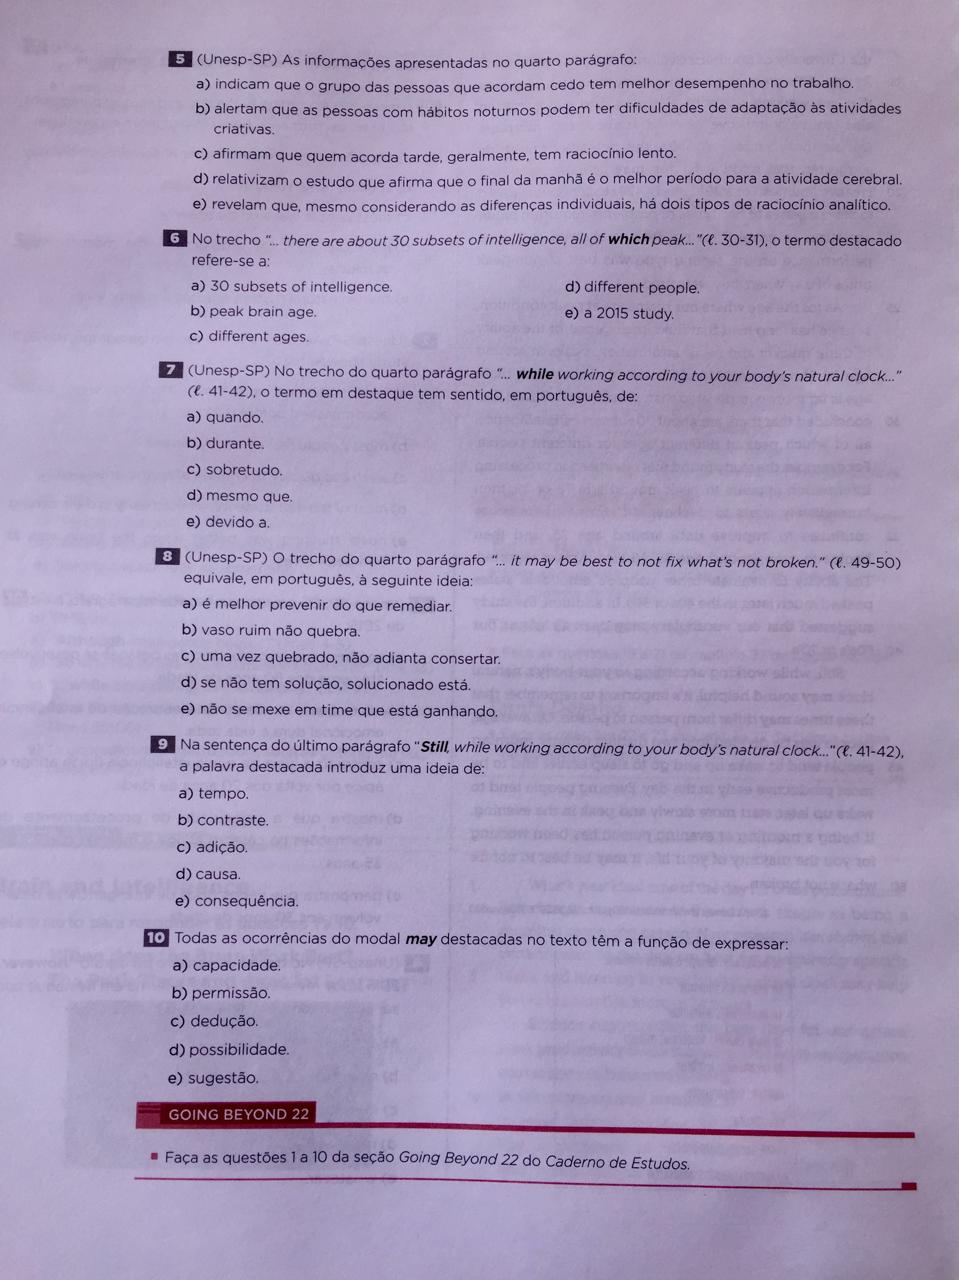 5 (Unesp-SP) As informações apresentadas no quarto parágrafo:
a) indicam que o grupo das pessoas que acordam cedo tem melhor desempenho no trabalho.
b) alertam que as pessoas com hábitos noturnos podem ter dificuldades de adaptação às atividades
criativas.
c) afirmam que quem acorda tarde, geralmente, tem raciocínio lento.
d) relativizam o estudo que afirma que o final da manhã é o melhor período para a atividade cerebral.
e) revelam que, mesmo considerando as diferenças individuais, há dois tipos de raciocínio analítico.
6 No trecho "... there are about 30 subsets of intelligence, all of which peak..."(ℓ. 30-31), o termo destacado
refere-se a:
a) 30 subsets of intelligence.
b) peak brain age.
c) different ages.
d) different people.
e) a 2015 study.
7 (Unesp-SP) No trecho do quarto parágrafo "... while working according to your body's natural clock..."
(ℓ. 41-42), o termo em destaque tem sentido, em português, de:
a) quando.
b) durante.
c) sobretudo.
d) mesmo que.
e) devido a.
8 (Unesp-SP) O trecho do quarto parágrafo "... it may be best to not fix what's not broken." (ℓ. 49-50)
equivale, em português, à seguinte ideia:
a) é melhor prevenir do que remediar.
b) vaso ruim não quebra.
c) uma vez quebrado, não adianta consertar.
d) se não tem solução, solucionado está.
e) não se mexe em time que está ganhando.
9 Na sentença do último parágrafo "Still, while working according to your body's natural clock..."(ℓ. 41-42),
a palavra destacada introduz uma ideia de:
a) tempo.
b) contraste.
c) adição.
d) causa.
e) consequência.
10 Todas as ocorrências do modal may destacadas no texto têm a função de expressar:
a) capacidade.
b) permissão.
c) dedução.
d) possibilidade.
e) sugestão.
GOING BEYOND 22
Faça as questões 1 a 10 da seção Going Beyond 22 do Caderno de Estudos.